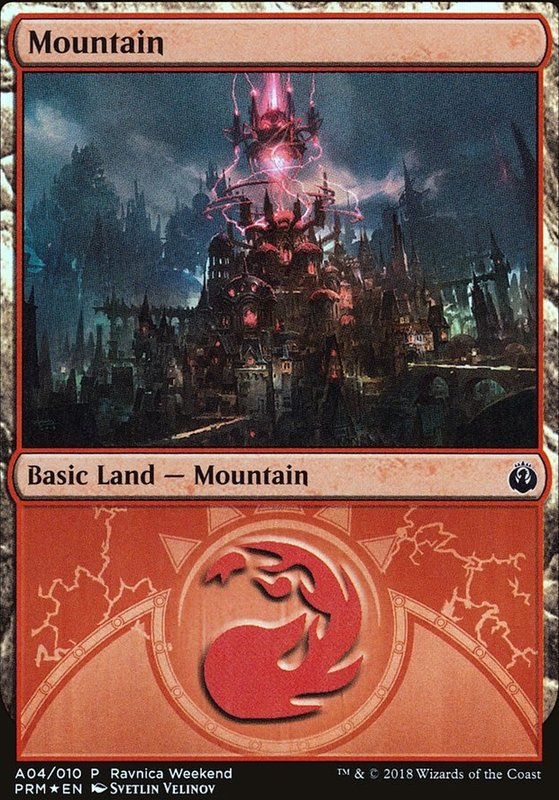 Mountain
Basic Land — Mountain
A04/010 P Ravnica Weekend
PRM★EN Svetlin Velinov
™ & © 2018 Wizards of the Coast